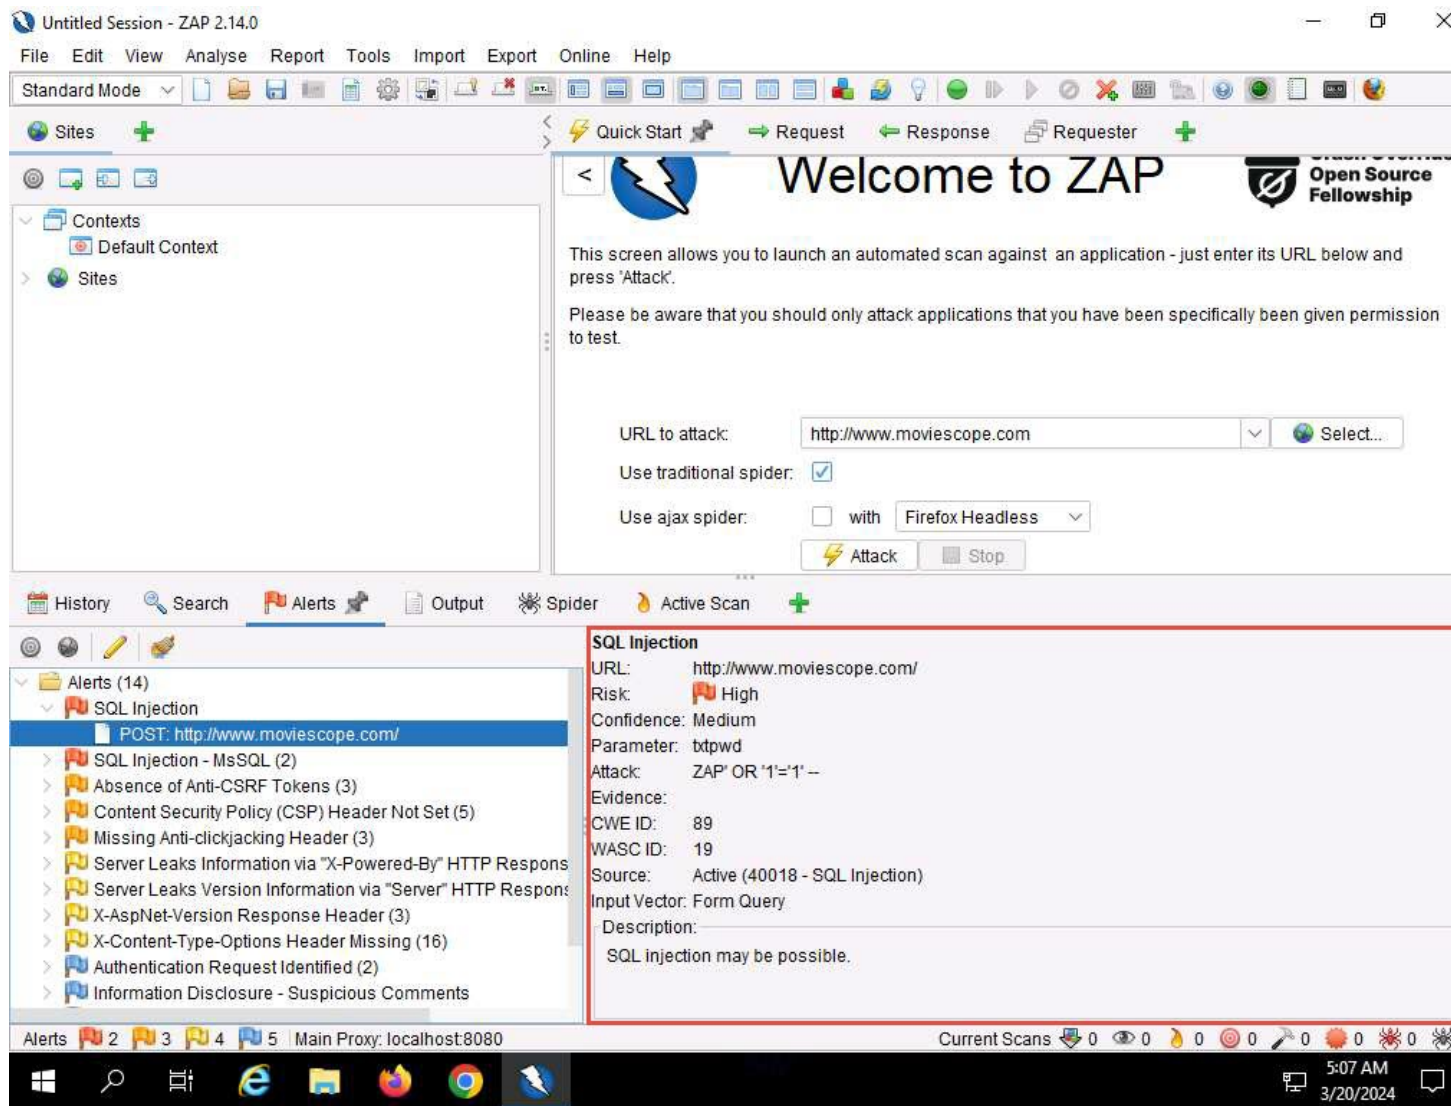 Untitled Session - ZAP 2.14.0
File Edit View Analyse Report Tools Import Export Online Help
Standard Mode
Sites
Quick Start
Request
Response
Requester
Contexts
Default Context
Sites
<
Welcome to ZAP
Open Source
Fellowship
This screen allows you to launch an automated scan against an application - just enter its URL below and
press 'Attack'.
Please be aware that you should only attack applications that you have been specifically been given permission
to test.
URL to attack: http://www.moviescope.com Select...
Use traditional spider:
Use ajax spider: with Firefox Headless
Attack Stop
History Search Alerts Output Spider Active Scan
Alerts (14)
SQL Injection
POST: http://www.moviescope.com/
SQL Injection - MsSQL (2)
Absence of Anti-CSRF Tokens (3)
Content Security Policy (CSP) Header Not Set (5)
Missing Anti-clickjacking Header (3)
Server Leaks Information via "X-Powered-By" HTTP Respons
Server Leaks Version Information via "Server" HTTP Respons
X-AspNet-Version Response Header (3)
X-Content-Type-Options Header Missing (16)
Authentication Request Identified (2)
Information Disclosure - Suspicious Comments
SQL Injection
URL: http://www.moviescope.com/
Risk: High
Confidence: Medium
Parameter: txtpwd
Attack: ZAP' OR '1'='1' --
Evidence:
CWE ID: 89
WASC ID: 19
Source: Active (40018 - SQL Injection)
Input Vector: Form Query
Description:
SQL injection may be possible.
Alerts 2 3 4 5 Main Proxy: localhost:8080
Current Scans 0 0 0 0 0 0 0
5:07 AM
3/20/2024